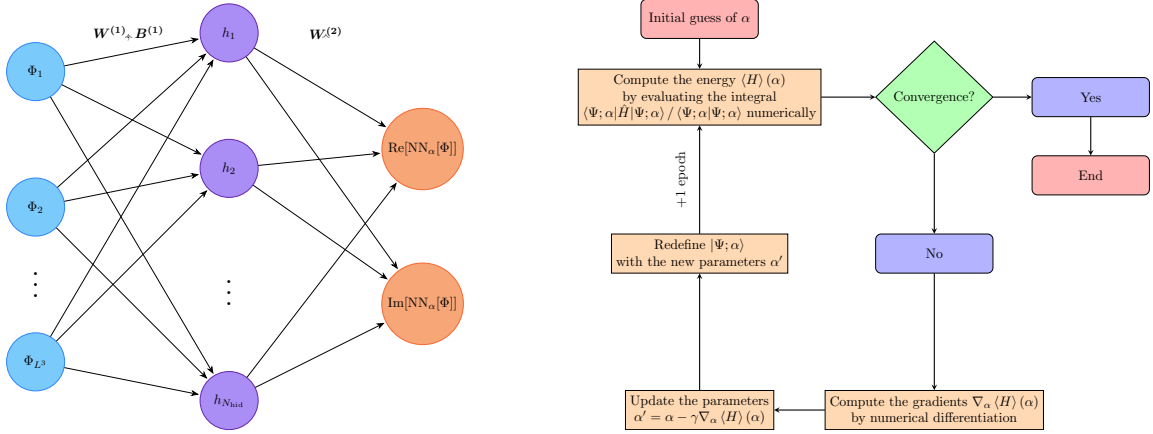 W^{(1)} + B^{(1)}
W^{(2)}
Φ_1
Φ_2
⋮
Φ_{L^3}
h_1
h_2
⋮
h_{N_{hid}}
Re[NN_α[Φ]]
Im[NN_α[Φ]]
Initial guess of α
Compute the energy ⟨H⟩ (α)
by evaluating the integral
⟨Ψ; α|Ĥ|Ψ; α⟩ / ⟨Ψ; α|Ψ; α⟩ numerically
Convergence?
Yes
End
No
Compute the gradients ∇_α ⟨H⟩ (α)
by numerical differentiation
Update the parameters
α′ = α − γ∇_α ⟨H⟩ (α)
Redefine |Ψ; α⟩
with the new parameters α′
+1 epoch